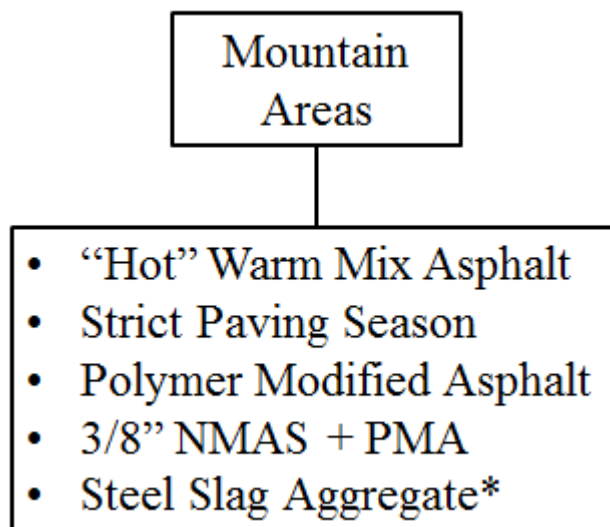 Mountain
Areas
• “Hot” Warm Mix Asphalt
• Strict Paving Season
• Polymer Modified Asphalt
• 3/8” NMAS + PMA
• Steel Slag Aggregate*